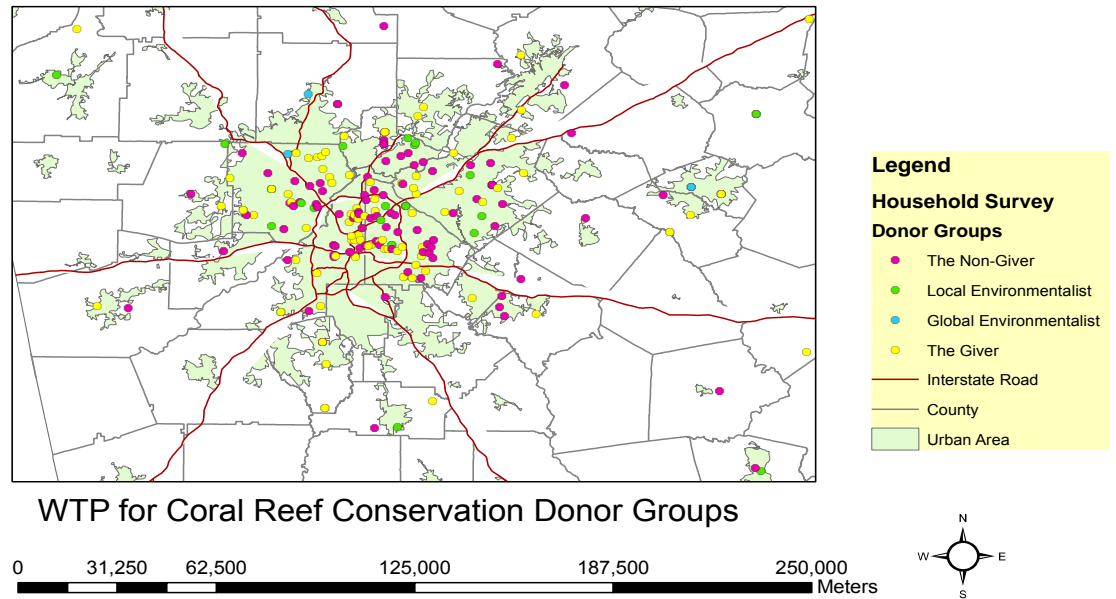 Legend
Household Survey
Donor Groups
The Non-Giver
Local Environmentalist
Global Environmentalist
The Giver
Interstate Road
County
Urban Area
WTP for Coral Reef Conservation Donor Groups
0 31,250 62,500 125,000 187,500 250,000
Meters
N
W E
S